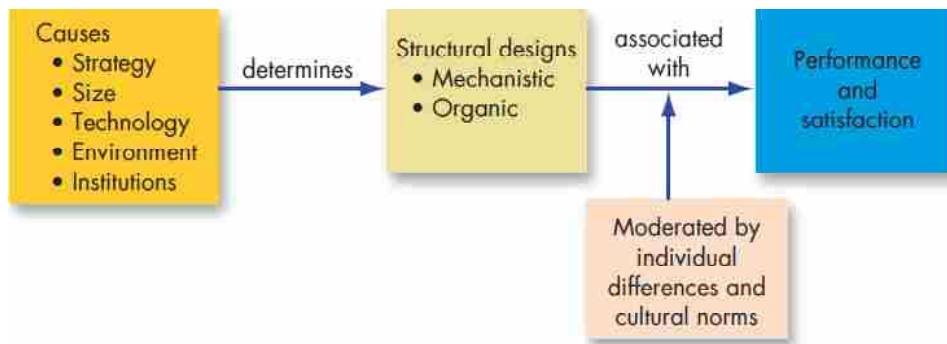 Causes
• Strategy
• Size
• Technology
• Environment
• Institutions
determines
Structural designs
• Mechanistic
• Organic
associated
with
Performance
and
satisfaction
Moderated by
individual
differences and
cultural norms